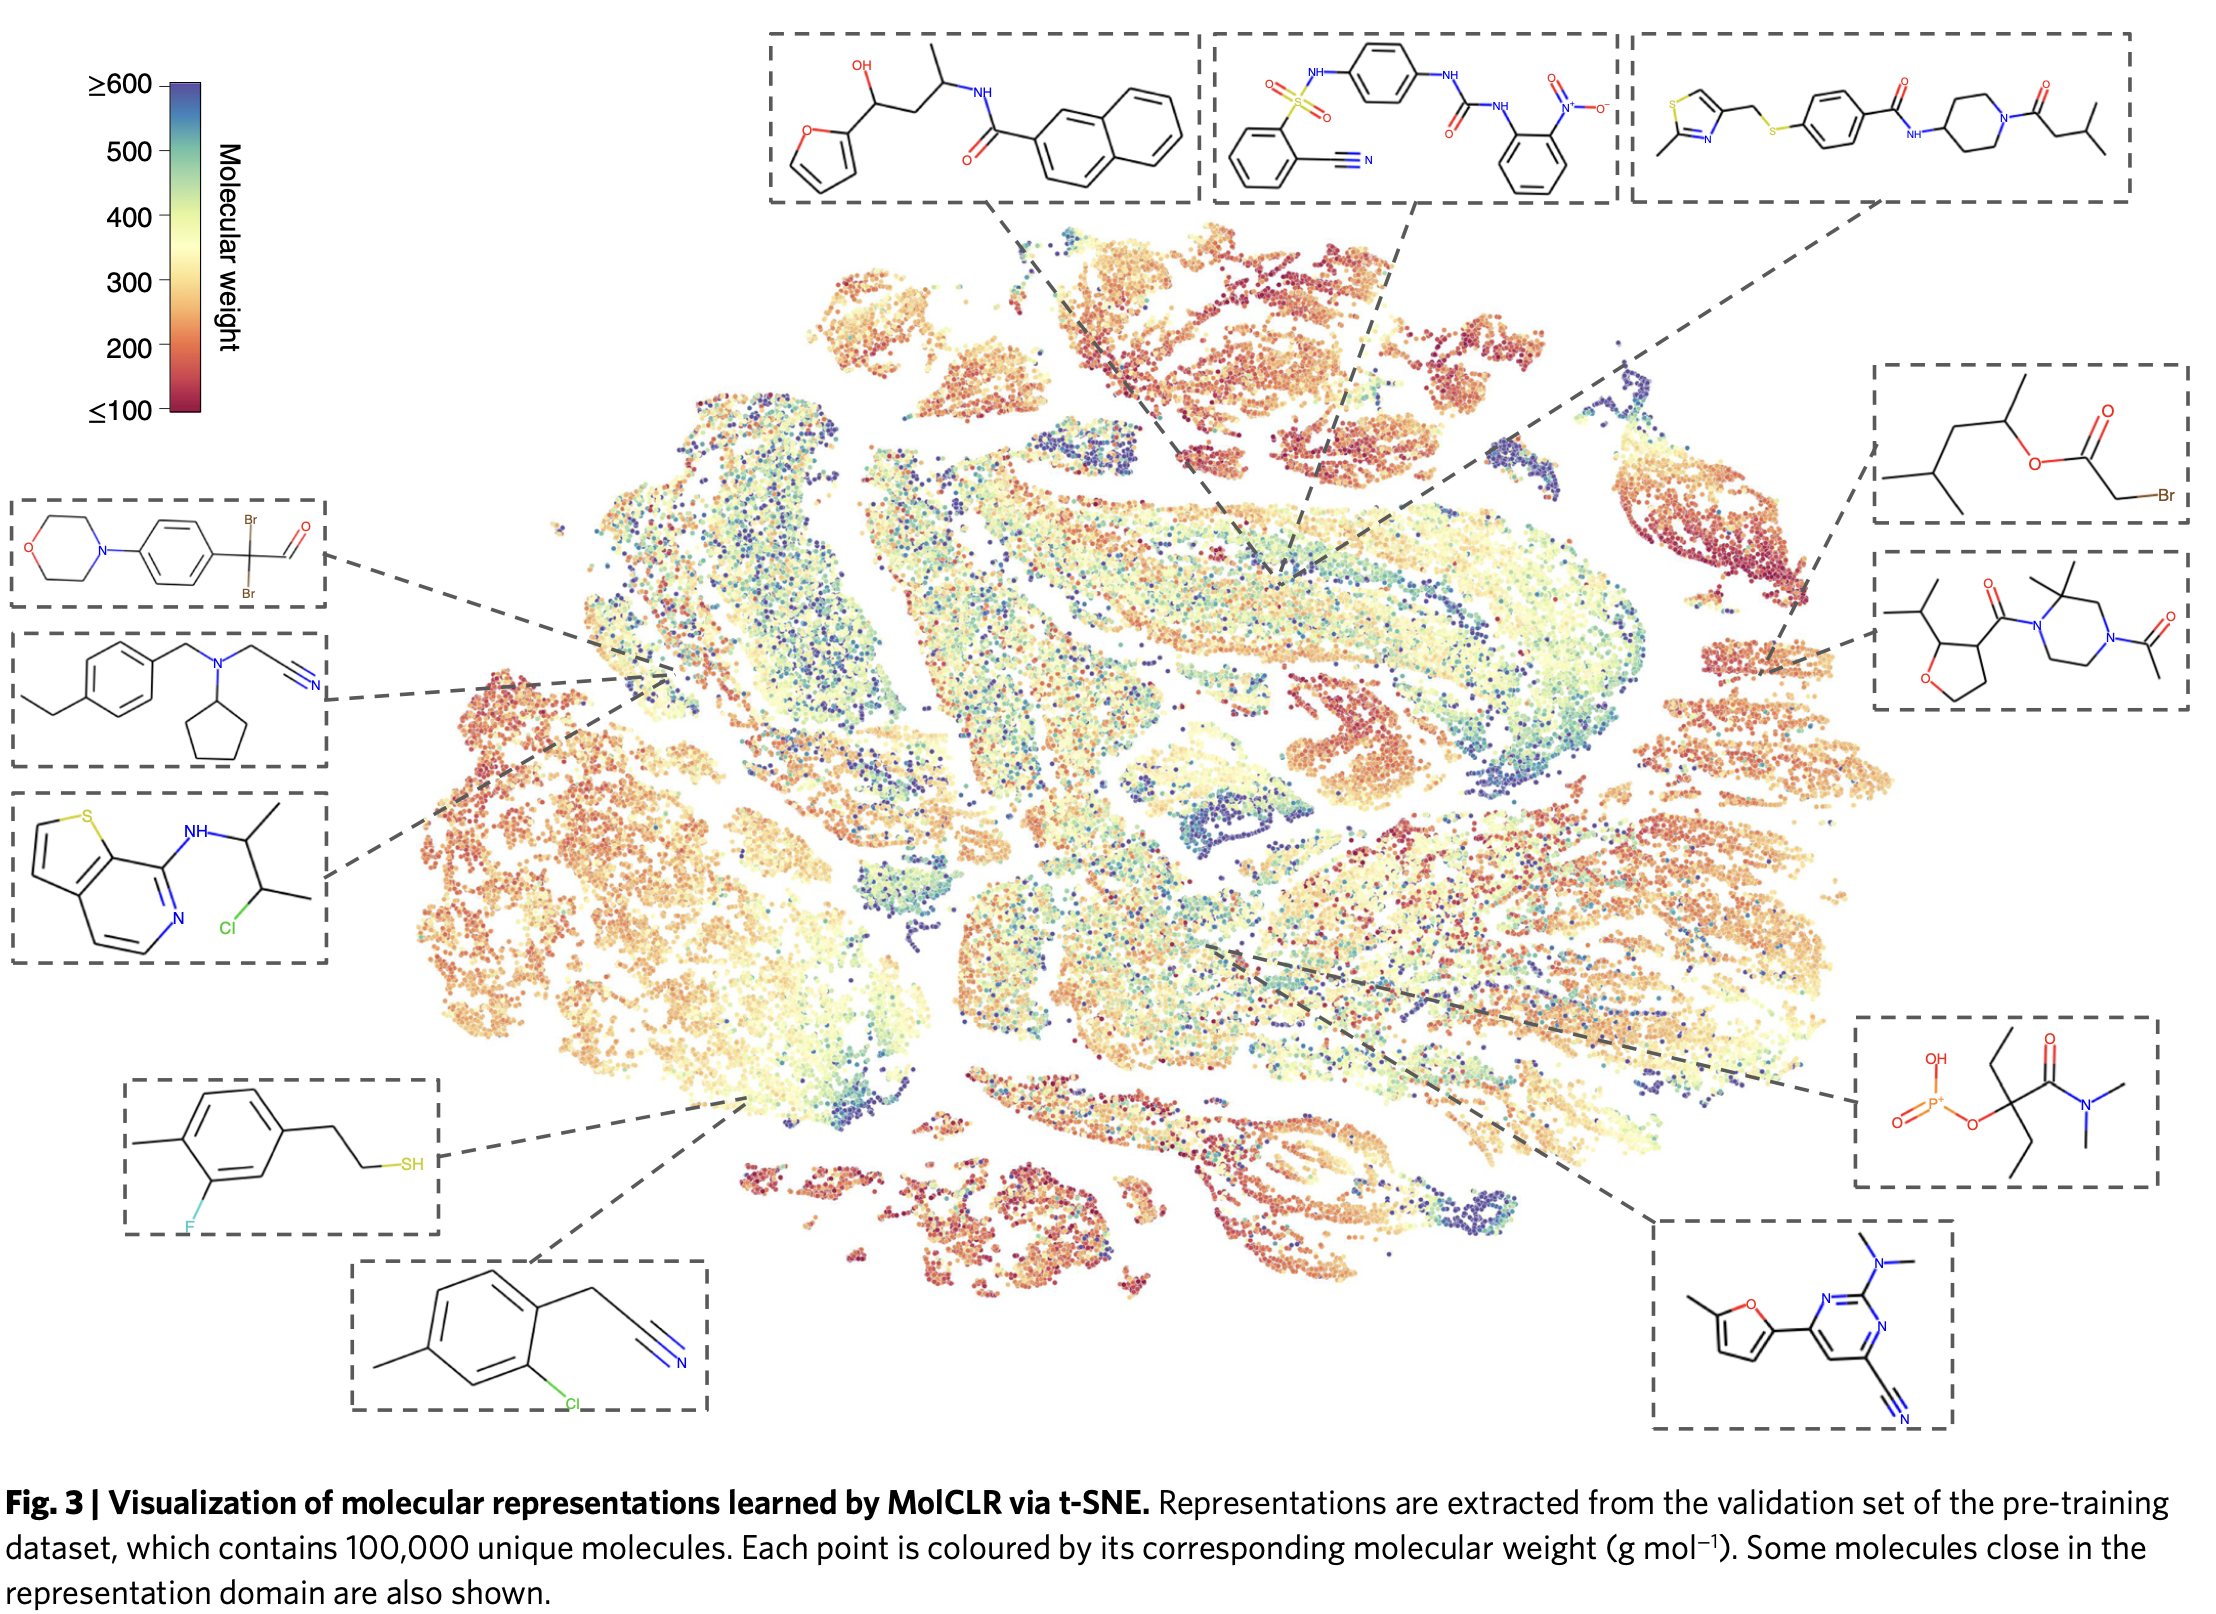 ≥600
500
400
300
200
≤100
Molecular weight
OH
O
NH
O
NH
O
S
O
NH
O
NH
N
O
N+
O-
S
N
S
O
NH
N
O
O
O
Br
O
N
N
O
O
O
N
Br
Br
O
N
N
S
NH
N
Cl
SH
F
N
Cl
OH
O
P+
O
O
N
O
N
N
N
N
Fig. 3 | Visualization of molecular representations learned by MolCLR via t-SNE. Representations are extracted from the validation set of the pre-training
dataset, which contains 100,000 unique molecules. Each point is coloured by its corresponding molecular weight (g mol−1). Some molecules close in the
representation domain are also shown.